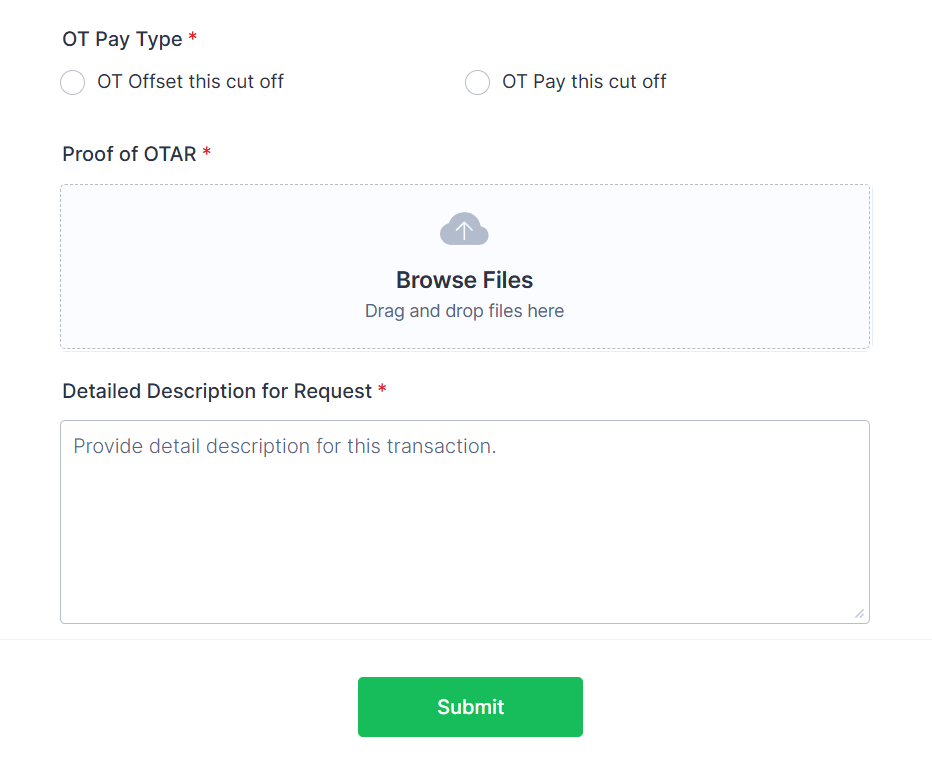 OT Pay Type *
OT Offset this cut off OT Pay this cut off
Proof of OTAR *
Browse Files
Drag and drop files here
Detailed Description for Request *
Provide detail description for this transaction.
Submit